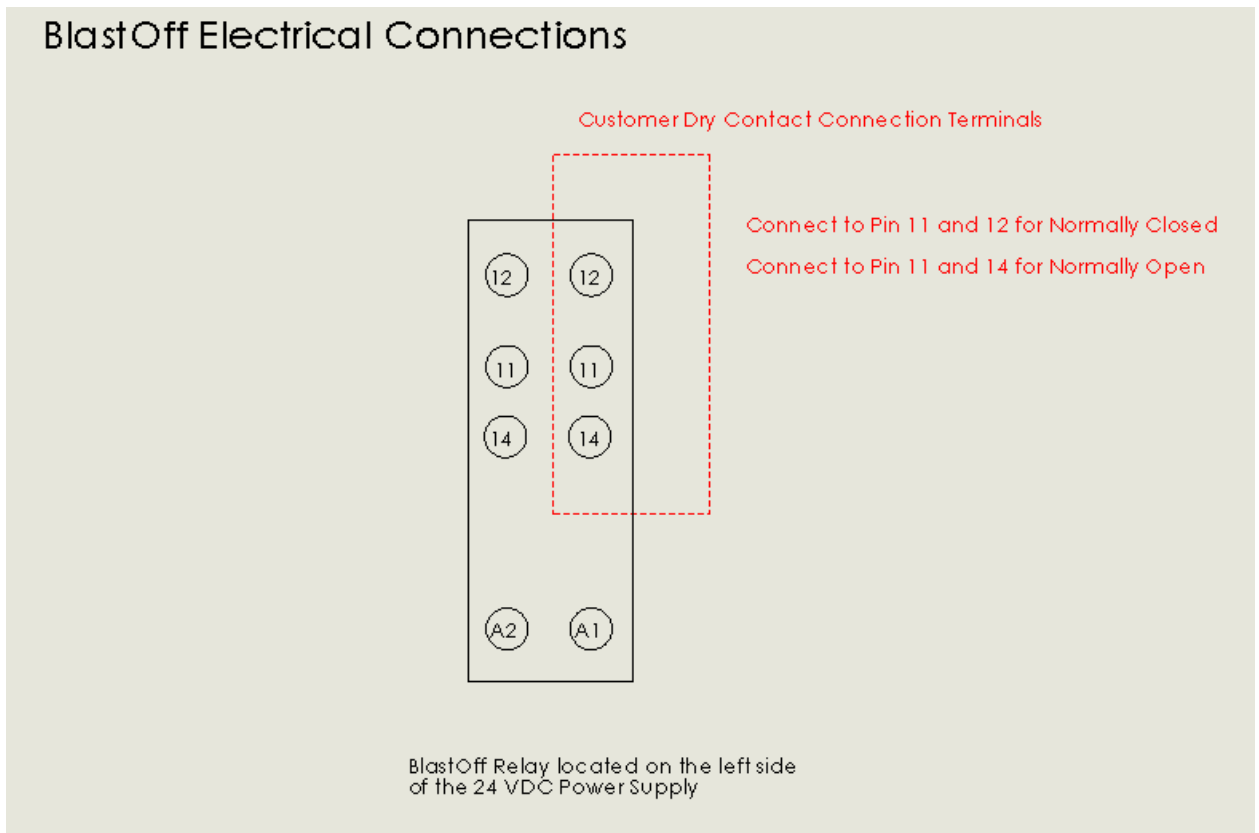 BlastOff Electrical Connections
Customer Dry Contact Connection Terminals
Connect to Pin 11 and 12 for Normally Closed
Connect to Pin 11 and 14 for Normally Open
12 12
11 11
14 14
A2 A1
BlastOff Relay located on the left side
of the 24 VDC Power Supply